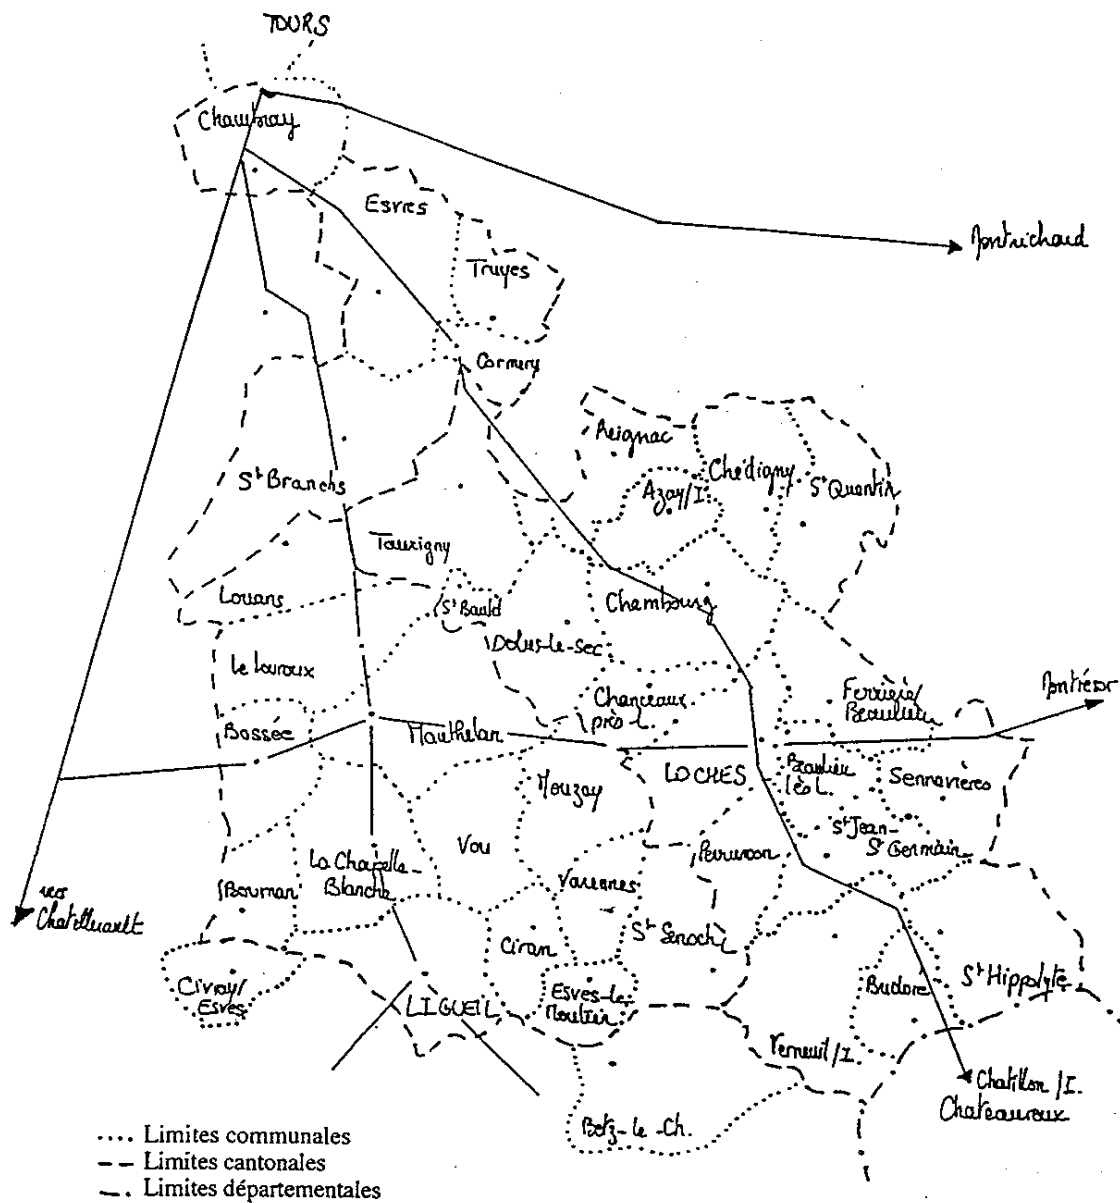 TOURS
Chambray
Esvres
Montrichard
Truyes
Cormery
Reignac
Chédigny
St Quentin
Azay/I.
St Branchs
Tauxigny
Louans
St Bauld
Chambourg
Dolus-le-Sec
Le Louroux
Chanceaux
près-L.
Ferrière/
Beaulieu
Montrésor
Bossée
Manthelan
LOCHES
Beaulieu
lès L.
Sennevières
Mouzay
Vou
St Jean-
St Germain
Perrusson
La Chapelle-
Blanche
Varennes
Bournan
vers
Chatellerault
Ciran
St Senoch
Civray/
Esves
St Hippolyte
Bridoré
LIGUEIL
Esves-le-
Moutier
Verneuil/I.
Chatillon/I.
Chateauroux
Betz-le-Ch.
.... Limites communales
--- Limites cantonales
-.- Limites départementales